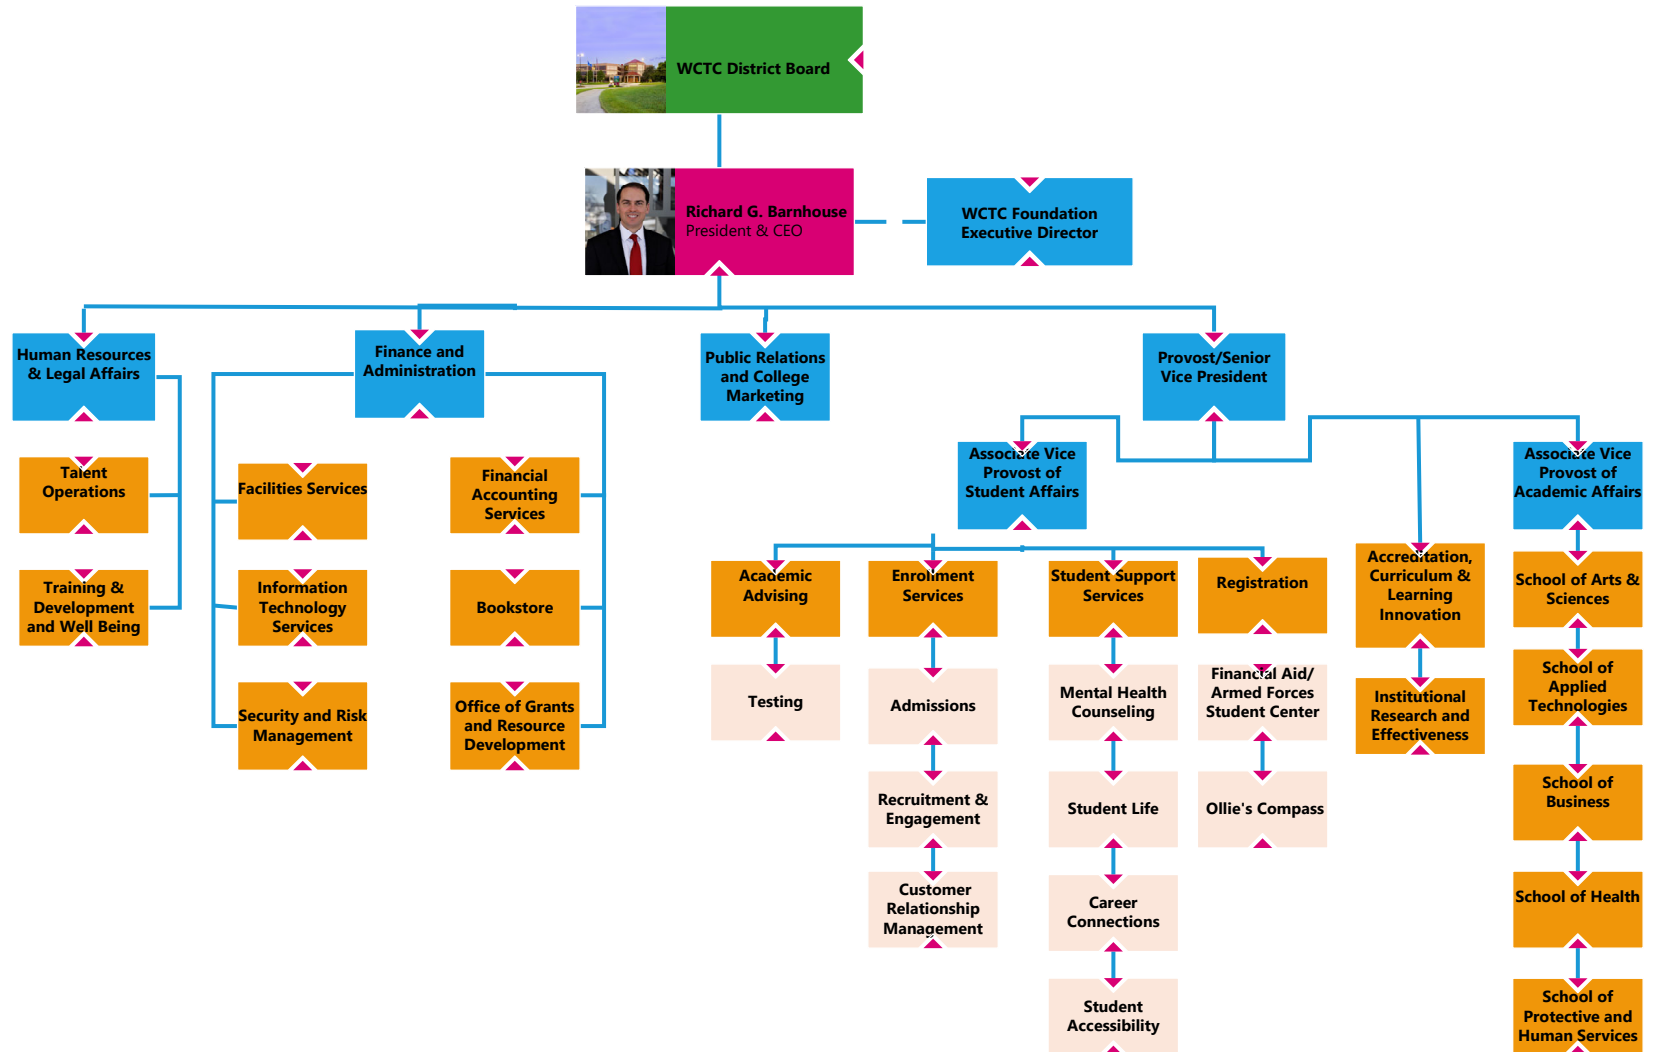 WCTC District Board
Richard G. Barnhouse
President & CEO
WCTC Foundation
Executive Director
Human Resources
& Legal Affairs
Finance and
Administration
Public Relations
and College
Marketing
Provost/Senior
Vice President
Talent
Operations
Training &
Development
and Well Being
Facilities Services
Information
Technology
Services
Security and Risk
Management
Financial
Accounting
Services
Bookstore
Office of Grants
and Resource
Development
Associate Vice
Provost of
Student Affairs
Associate Vice
Provost of
Academic Affairs
Academic
Advising
Testing
Enrollment
Services
Admissions
Recruitment &
Engagement
Customer
Relationship
Management
Student Support
Services
Mental Health
Counseling
Student Life
Career
Connections
Student
Accessibility
Registration
Financial Aid/
Armed Forces
Student Center
Ollie's Compass
Accreditation,
Curriculum &
Learning
Innovation
Institutional
Research and
Effectiveness
School of Arts &
Sciences
School of
Applied
Technologies
School of
Business
School of Health
School of
Protective and
Human Services